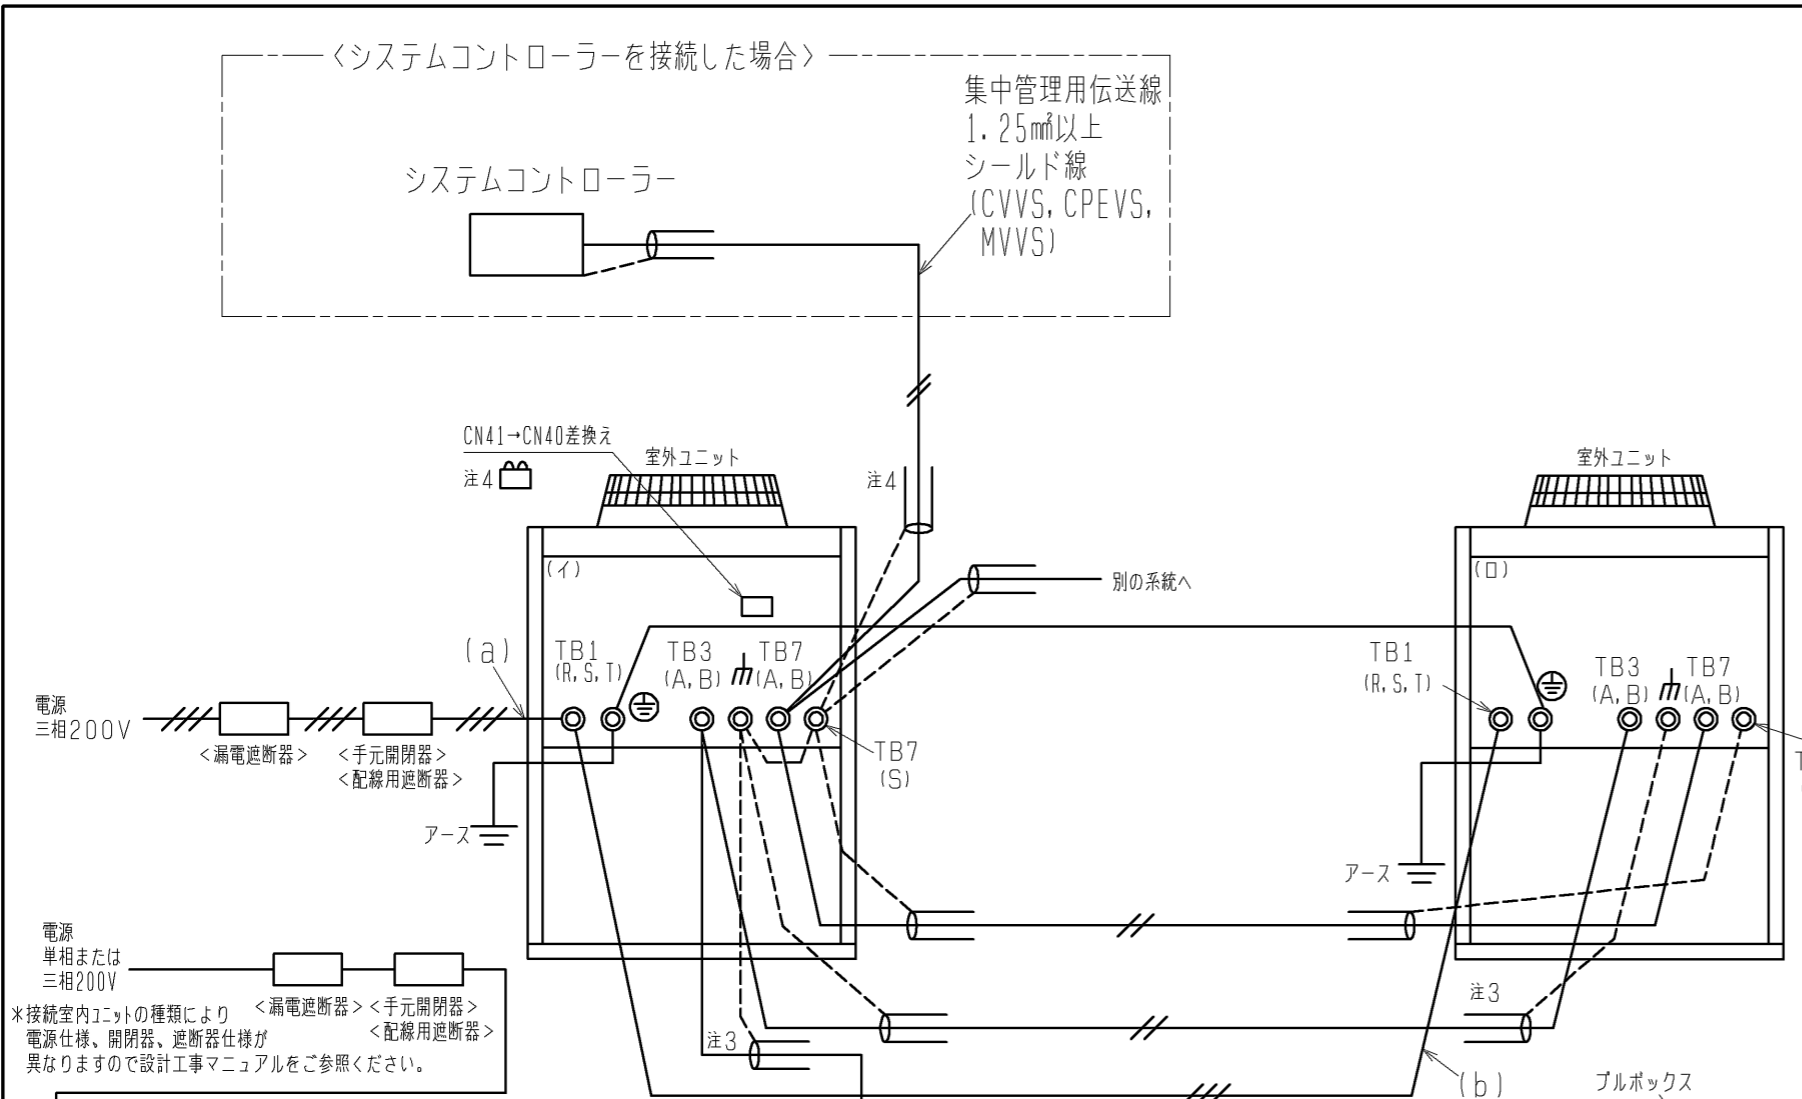 〈システムコントローラーを接続した場合〉
集中管理用伝送線
1.25㎟以上
シールド線
(CVVS, CPEVS,
MVVS)
システムコントローラー
CN41→CN40差換え
注4
室外ユニット
注4
室外ユニット
(イ)
別の系統へ
(ロ)
(a)
TB1
(R, S, T)
TB3
(A, B)
TB7
(A, B)
TB1
(R, S, T)
TB3
(A, B)
TB7
(A, B)
電源
三相200V
<漏電遮断器>
<手元開閉器>
<配線用遮断器>
TB7
(S)
アース
アース
電源
単相または
三相200V
<漏電遮断器>
<手元開閉器>
<配線用遮断器>
*接続室内ユニットの種類により
電源仕様、開閉器、遮断器仕様が
異なりますので設計工事マニュアルをご参照ください。
注3
注3
(b)
プルボックス